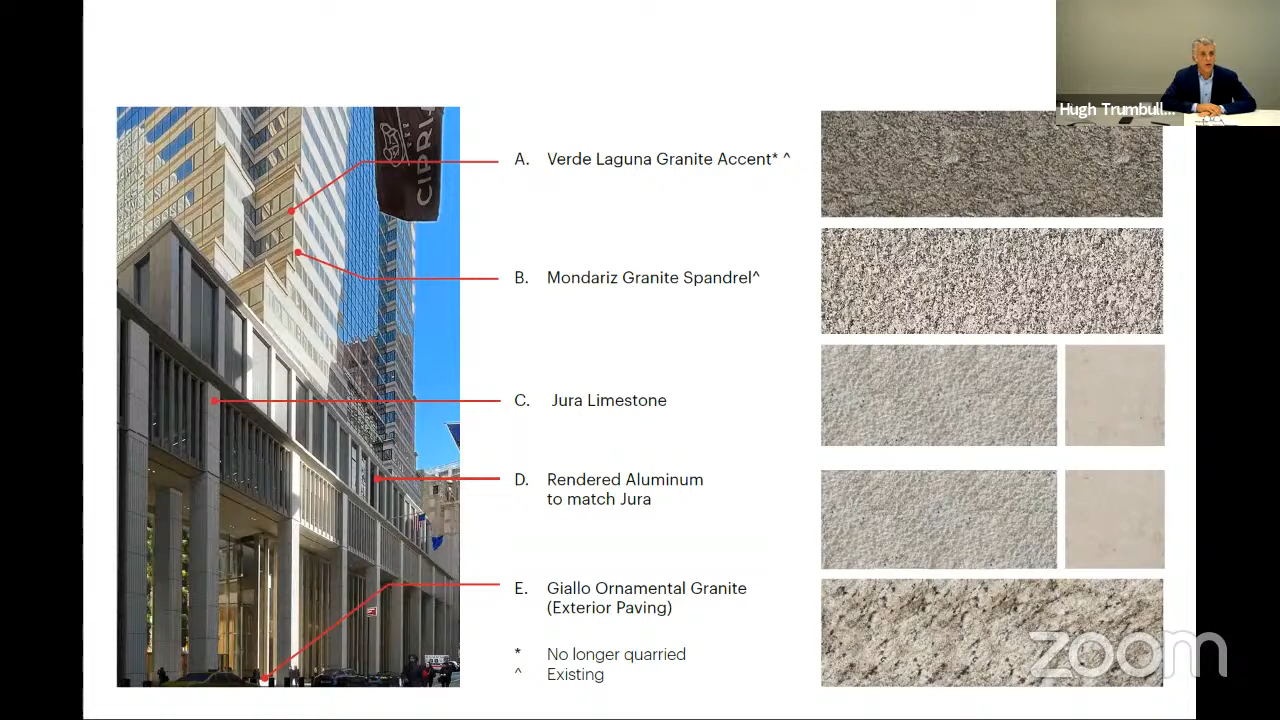 Hugh Trumbull...
CIPRIA
A. Verde Laguna Granite Accent* ^
B. Mondariz Granite Spandrel^
C. Jura Limestone
D. Rendered Aluminum
to match Jura
E. Giallo Ornamental Granite
(Exterior Paving)
* No longer quarried
^ Existing
zoom